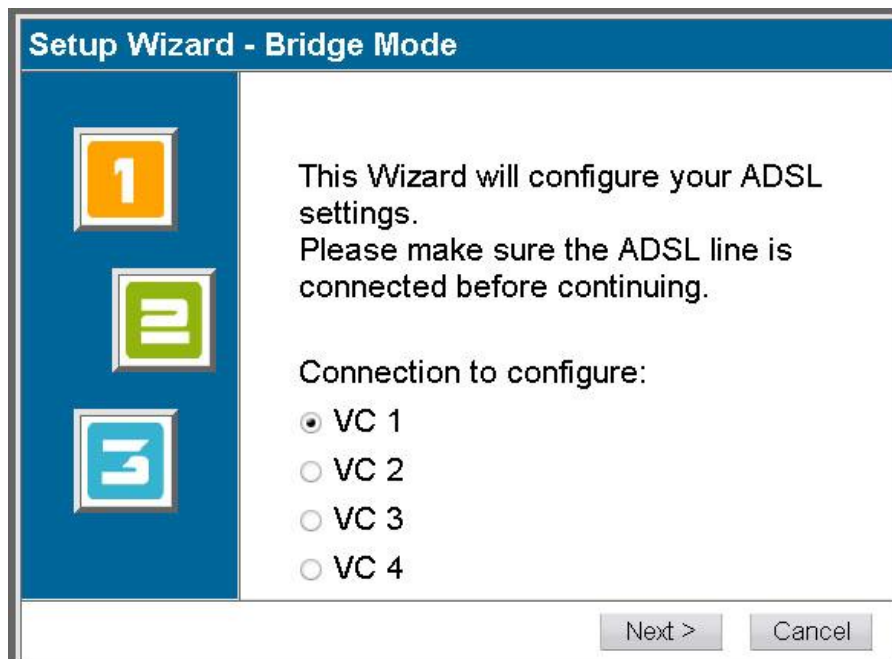 Setup Wizard - Bridge Mode
1
2
3
This Wizard will configure your ADSL
settings.
Please make sure the ADSL line is
connected before continuing.
Connection to configure:
VC 1
VC 2
VC 3
VC 4
Next >
Cancel